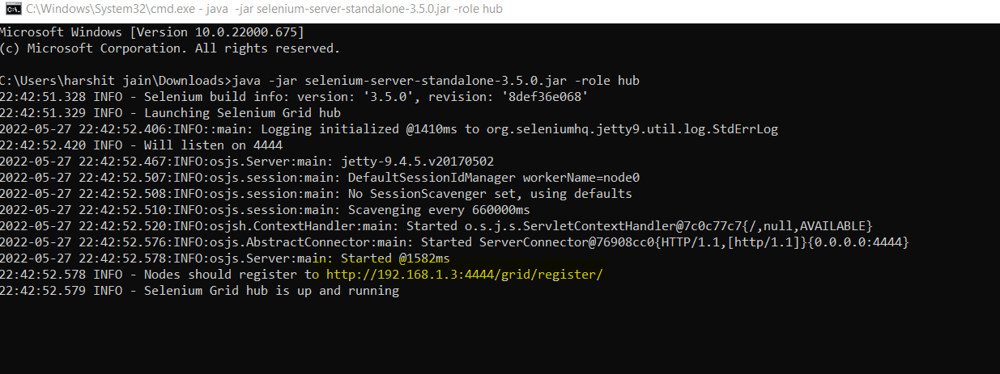 C:\Windows\System32\cmd.exe - java -jar selenium-server-standalone-3.5.0.jar -role hub
Microsoft Windows [Version 10.0.22000.675]
(c) Microsoft Corporation. All rights reserved.
C:\Users\harshit jain\Downloads>java -jar selenium-server-standalone-3.5.0.jar -role hub
22:42:51.328 INFO - Selenium build info: version: '3.5.0', revision: '8def36e068'
22:42:51.329 INFO - Launching Selenium Grid hub
2022-05-27 22:42:52.406:INFO::main: Logging initialized @1410ms to org.seleniumhq.jetty9.util.log.StdErrLog
22:42:52.420 INFO - Will listen on 4444
2022-05-27 22:42:52.467:INFO:osjs.Server:main: jetty-9.4.5.v20170502
2022-05-27 22:42:52.507:INFO:osjs.session:main: DefaultSessionIdManager workerName=node0
2022-05-27 22:42:52.508:INFO:osjs.session:main: No SessionScavenger set, using defaults
2022-05-27 22:42:52.510:INFO:osjs.session:main: Scavenging every 660000ms
2022-05-27 22:42:52.520:INFO:osjsh.ContextHandler:main: Started o.s.j.s.ServletContextHandler@7c0c77c7{/,null,AVAILABLE}
2022-05-27 22:42:52.576:INFO:osjs.AbstractConnector:main: Started ServerConnector@76908cc0{HTTP/1.1,[http/1.1]}{0.0.0.0:4444}
2022-05-27 22:42:52.578:INFO:osjs.Server:main: Started @1582ms
22:42:52.578 INFO - Nodes should register to http://192.168.1.3:4444/grid/register/
22:42:52.579 INFO - Selenium Grid hub is up and running